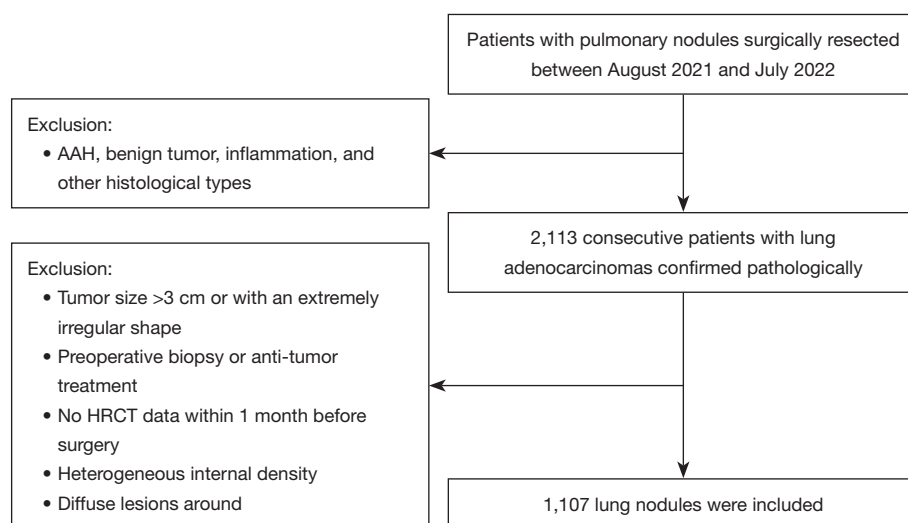 Patients with pulmonary nodules surgically resected
between August 2021 and July 2022
Exclusion:
• AAH, benign tumor, inflammation, and
other histological types
2,113 consecutive patients with lung
adenocarcinomas confirmed pathologically
Exclusion:
• Tumor size >3 cm or with an extremely
irregular shape
• Preoperative biopsy or anti-tumor
treatment
• No HRCT data within 1 month before
surgery
• Heterogeneous internal density
• Diffuse lesions around
1,107 lung nodules were included